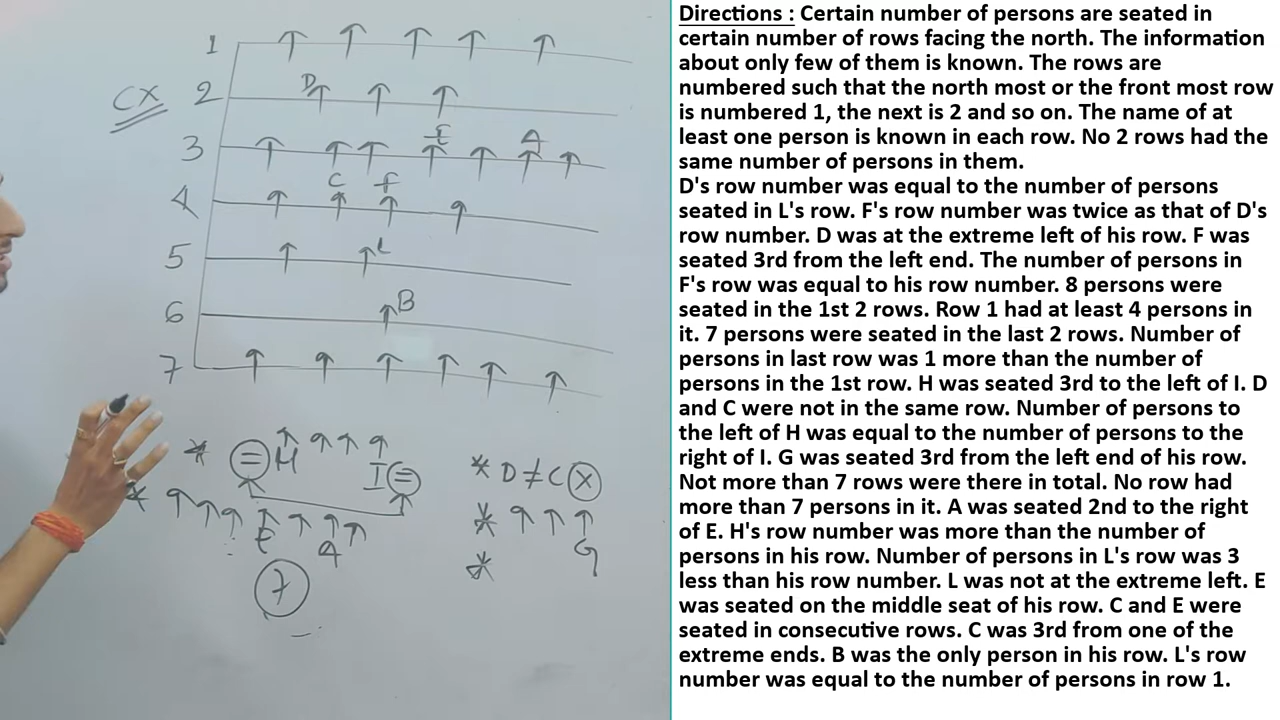 1
D
CX 2
E A
3
C F
4
L
5
B
6
7
* = H I =
* D ≠ C X
* E A
* G
7
*
Directions : Certain number of persons are seated in
certain number of rows facing the north. The information
about only few of them is known. The rows are
numbered such that the north most or the front most row
is numbered 1, the next is 2 and so on. The name of at
least one person is known in each row. No 2 rows had the
same number of persons in them.
D's row number was equal to the number of persons
seated in L's row. F's row number was twice as that of D's
row number. D was at the extreme left of his row. F was
seated 3rd from the left end. The number of persons in
F's row was equal to his row number. 8 persons were
seated in the 1st 2 rows. Row 1 had at least 4 persons in
it. 7 persons were seated in the last 2 rows. Number of
persons in last row was 1 more than the number of
persons in the 1st row. H was seated 3rd to the left of I. D
and C were not in the same row. Number of persons to
the left of H was equal to the number of persons to the
right of I. G was seated 3rd from the left end of his row.
Not more than 7 rows were there in total. No row had
more than 7 persons in it. A was seated 2nd to the right
of E. H's row number was more than the number of
persons in his row. Number of persons in L's row was 3
less than his row number. L was not at the extreme left. E
was seated on the middle seat of his row. C and E were
seated in consecutive rows. C was 3rd from one of the
extreme ends. B was the only person in his row. L's row
number was equal to the number of persons in row 1.